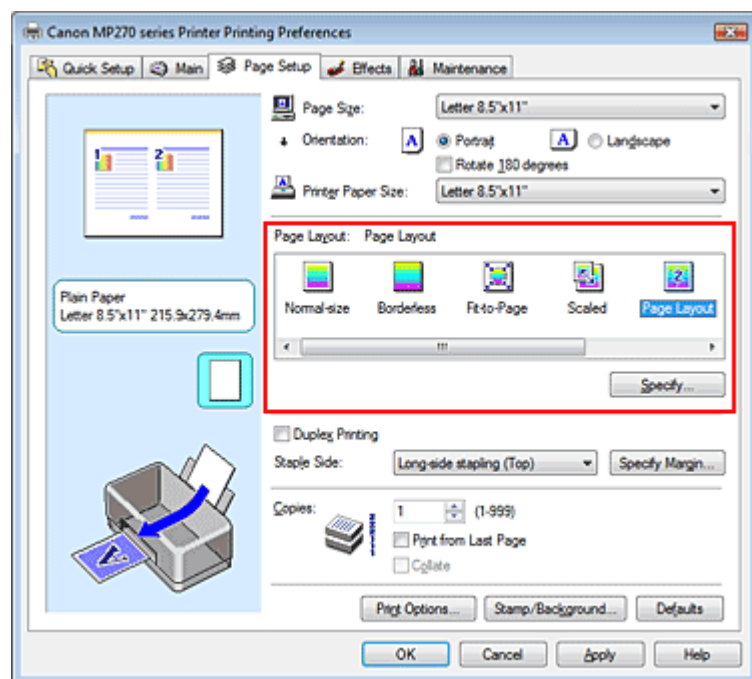 Canon MP270 series Printer Printing Preferences
Quick Setup Main Page Setup Effects Maintenance
1 2
Plain Paper
Letter 8.5"x11" 215.9x279.4mm
Page Size: Letter 8.5"x11"
Orientation: A Portrait A Landscape
Rotate 180 degrees
Printer Paper Size: Letter 8.5"x11"
Page Layout: Page Layout
Normal-size Borderless Fit-to-Page Scaled Page Layout
Specify...
Duplex Printing
Staple Side: Long-side stapling (Top) Specify Margin...
Copies: 1 (1-999)
Print from Last Page
Collate
Print Options... Stamp/Background... Defaults
OK Cancel Apply Help